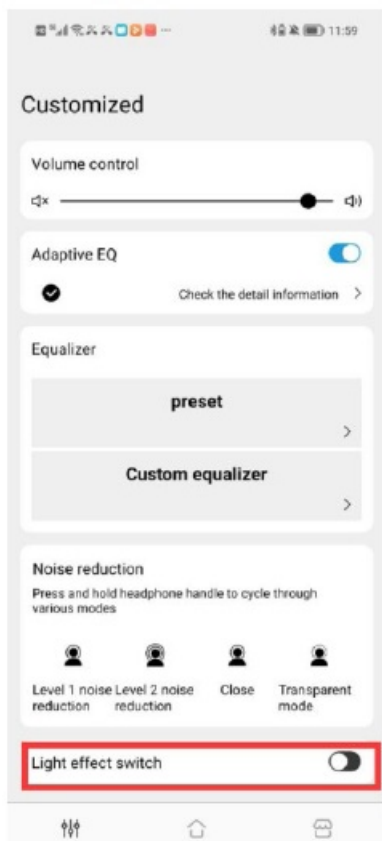 11:59
Customized
Volume control
Adaptive EQ
Check the detail information
Equalizer
preset
Custom equalizer
Noise reduction
Press and hold headphone handle to cycle through
various modes
Level 1 noise Level 2 noise Close Transparent
reduction reduction mode
Light effect switch